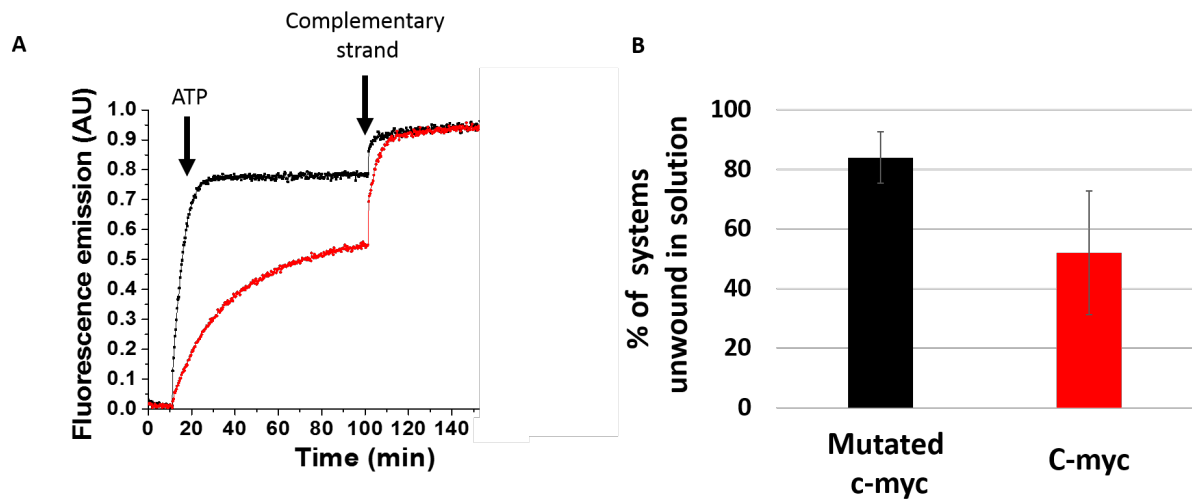 A
Complementary
strand
ATP
Fluorescence emission (AU)
1.0
0.9
0.8
0.7
0.6
0.5
0.4
0.3
0.2
0.1
0.0
0 20 40 60 80 100 120 140
Time (min)
B
% of systems
unwound in solution
100
80
60
40
20
0
Mutated
c-myc
C-myc